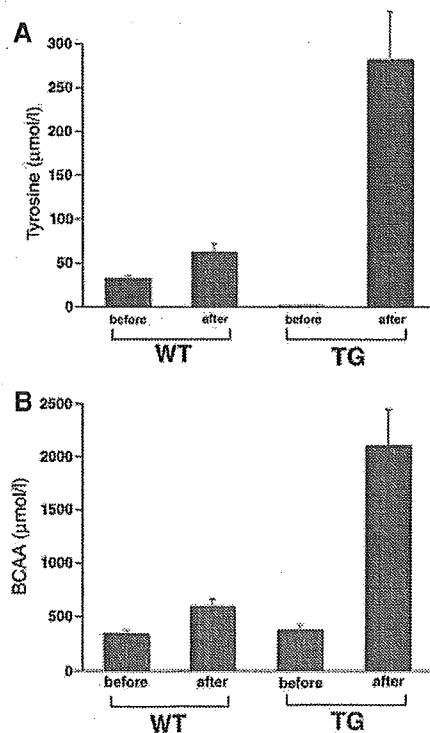 A
Tyrosine (μmol/l)
300
250
200
150
100
50
0
before after before after
WT TG
B
BCAA (μmol/l)
2500
2000
1500
1000
500
0
before after before after
WT TG